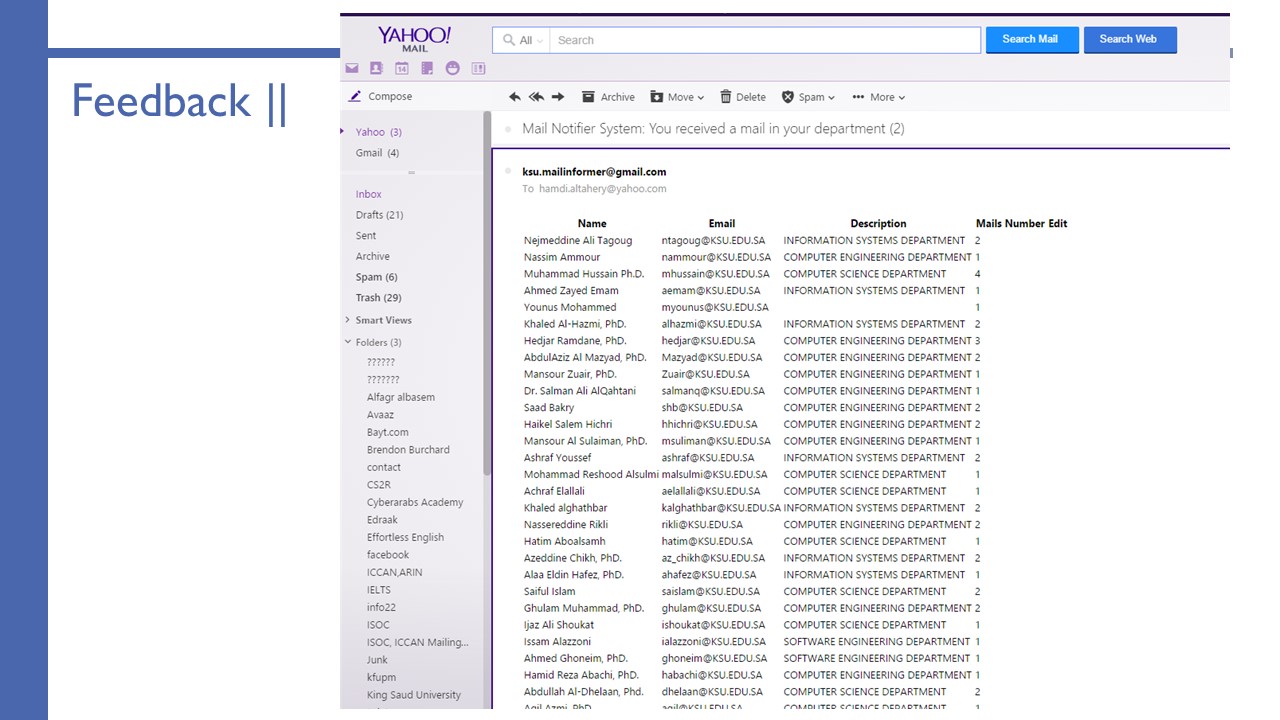 Feedback ||
YAHOO!
MAIL
All
Search
Search Mail
Search Web
14
Compose
Archive Move Delete Spam More
Yahoo (3)
Gmail (4)
Inbox
Drafts (21)
Sent
Archive
Spam (6)
Trash (29)
Smart Views
Folders (3)
??????
???????
Alfagr albasem
Avaaz
Bayt.com
Brendon Burchard
contact
CS2R
Cyberarabs Academy
Edraak
Effortless English
facebook
ICCAN,ARIN
IELTS
info22
ISOC
ISOC, ICCAN Mailing...
Junk
kfupm
King Saud University
Mail Notifier System: You received a mail in your department (2)
ksu.mailinformer@gmail.com
To hamdi.altahery@yahoo.com
Name Email Description Mails Number Edit
Nejmeddine Ali Tagoug ntagoug@KSU.EDU.SA INFORMATION SYSTEMS DEPARTMENT 2
Nassim Ammour nammour@KSU.EDU.SA COMPUTER ENGINEERING DEPARTMENT 1
Muhammad Hussain Ph.D. mhussain@KSU.EDU.SA COMPUTER SCIENCE DEPARTMENT 4
Ahmed Zayed Emam aemam@KSU.EDU.SA INFORMATION SYSTEMS DEPARTMENT 1
Younus Mohammed myounus@KSU.EDU.SA 1
Khaled Al-Hazmi, PhD. alhazmi@KSU.EDU.SA INFORMATION SYSTEMS DEPARTMENT 2
Hedjar Ramdane, PhD. hedjar@KSU.EDU.SA COMPUTER ENGINEERING DEPARTMENT 3
AbdulAziz Al Mazyad, PhD. Mazyad@KSU.EDU.SA COMPUTER ENGINEERING DEPARTMENT 2
Mansour Zuair, PhD. Zuair@KSU.EDU.SA COMPUTER ENGINEERING DEPARTMENT 1
Dr. Salman Ali AlQahtani salmanq@KSU.EDU.SA COMPUTER ENGINEERING DEPARTMENT 1
Saad Bakry shb@KSU.EDU.SA COMPUTER ENGINEERING DEPARTMENT 2
Haikel Salem Hichri hhichri@KSU.EDU.SA COMPUTER ENGINEERING DEPARTMENT 2
Mansour Al Sulaiman, PhD. msuliman@KSU.EDU.SA COMPUTER ENGINEERING DEPARTMENT 1
Ashraf Youssef ashraf@KSU.EDU.SA INFORMATION SYSTEMS DEPARTMENT 2
Mohammad Reshood Alsulmi malsulmi@KSU.EDU.SA COMPUTER SCIENCE DEPARTMENT 1
Achraf Elallali aelallali@KSU.EDU.SA COMPUTER SCIENCE DEPARTMENT 1
Khaled alghathbar kalghathbar@KSU.EDU.SA INFORMATION SYSTEMS DEPARTMENT 2
Nassereddine Rikli rikli@KSU.EDU.SA COMPUTER ENGINEERING DEPARTMENT 2
Hatim Aboalsamh hatim@KSU.EDU.SA COMPUTER SCIENCE DEPARTMENT 1
Azeddine Chikh, PhD. az_chikh@KSU.EDU.SA INFORMATION SYSTEMS DEPARTMENT 2
Alaa Eldin Hafez, PhD. ahafez@KSU.EDU.SA INFORMATION SYSTEMS DEPARTMENT 1
Saiful Islam saislam@KSU.EDU.SA COMPUTER SCIENCE DEPARTMENT 2
Ghulam Muhammad, PhD. ghulam@KSU.EDU.SA COMPUTER ENGINEERING DEPARTMENT 2
Ijaz Ali Shoukat ishoukat@KSU.EDU.SA COMPUTER SCIENCE DEPARTMENT 1
Issam Alazzoni ialazzoni@KSU.EDU.SA SOFTWARE ENGINEERING DEPARTMENT 1
Ahmed Ghoneim, PhD. ghoneim@KSU.EDU.SA SOFTWARE ENGINEERING DEPARTMENT 1
Hamid Reza Abachi, PhD. habachi@KSU.EDU.SA COMPUTER ENGINEERING DEPARTMENT 1
Abdullah Al-Dhelaan, Phd. dhelaan@KSU.EDU.SA COMPUTER SCIENCE DEPARTMENT 2